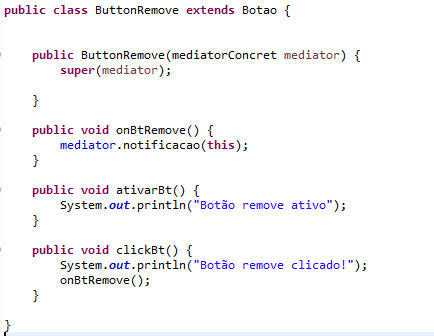 public class ButtonRemove extends Botao {
public ButtonRemove(mediatorConcret mediator) {
super(mediator);
}
public void onBtRemove() {
mediator.notificacao(this);
}
public void ativarBt() {
System.out.println("Botão remove ativo");
}
public void clickBt() {
System.out.println("Botão remove clicado!");
onBtRemove();
}
}